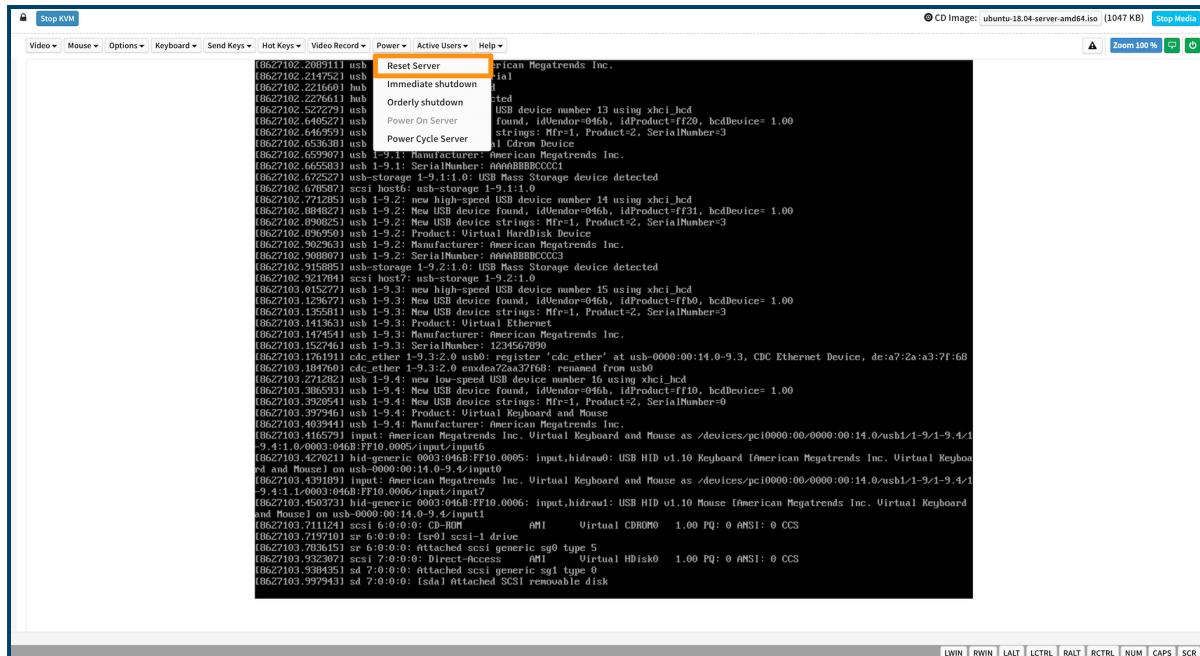 Stop KVM
CD Image: ubuntu-18.04-server-amd64.iso (1047 KB) Stop Media
Video Mouse Options Keyboard Send Keys Hot Keys Video Record Power Active Users Help
Zoom 100 %
Reset Server
Immediate shutdown
Orderly shutdown
Power On Server
Power Cycle Server
[8627102.208911] usb erican Megatrends Inc.
[8627102.214752] usb rial
[8627102.221660] hub d
[8627102.227661] hub cted
[8627102.527279] usb USB device number 13 using xhci_hcd
[8627102.640527] usb found, idVendor=046b, idProduct=ff20, bcdDevice= 1.00
[8627102.646959] usb strings: Mfr=1, Product=2, SerialNumber=3
[8627102.653638] usb al Cdrom Device
[8627102.659907] usb 1-9.1: Manufacturer: American Megatrends Inc.
[8627102.665583] usb 1-9.1: SerialNumber: AAAABBBBCCCC1
[8627102.672527] usb-storage 1-9.1:1.0: USB Mass Storage device detected
[8627102.678587] scsi host6: usb-storage 1-9.1:1.0
[8627102.771285] usb 1-9.2: new high-speed USB device number 14 using xhci_hcd
[8627102.884827] usb 1-9.2: New USB device found, idVendor=046b, idProduct=ff31, bcdDevice= 1.00
[8627102.890825] usb 1-9.2: New USB device strings: Mfr=1, Product=2, SerialNumber=3
[8627102.896950] usb 1-9.2: Product: Virtual HardDisk Device
[8627102.902963] usb 1-9.2: Manufacturer: American Megatrends Inc.
[8627102.908807] usb 1-9.2: SerialNumber: AAAABBBBCCCC3
[8627102.915885] usb-storage 1-9.2:1.0: USB Mass Storage device detected
[8627102.921784] scsi host7: usb-storage 1-9.2:1.0
[8627103.015277] usb 1-9.3: new high-speed USB device number 15 using xhci_hcd
[8627103.129677] usb 1-9.3: New USB device found, idVendor=046b, idProduct=ffb0, bcdDevice= 1.00
[8627103.135581] usb 1-9.3: New USB device strings: Mfr=1, Product=2, SerialNumber=3
[8627103.141363] usb 1-9.3: Product: Virtual Ethernet
[8627103.147454] usb 1-9.3: Manufacturer: American Megatrends Inc.
[8627103.152746] usb 1-9.3: SerialNumber: 1234567890
[8627103.176191] cdc_ether 1-9.3:2.0 usb0: register 'cdc_ether' at usb-0000:00:14.0-9.3, CDC Ethernet Device, de:a7:2a:a3:7f:68
[8627103.184760] cdc_ether 1-9.3:2.0 enxdea72aa37f68: renamed from usb0
[8627103.271282] usb 1-9.4: new low-speed USB device number 16 using xhci_hcd
[8627103.386593] usb 1-9.4: New USB device found, idVendor=046b, idProduct=ff10, bcdDevice= 1.00
[8627103.392054] usb 1-9.4: New USB device strings: Mfr=1, Product=2, SerialNumber=0
[8627103.397946] usb 1-9.4: Product: Virtual Keyboard and Mouse
[8627103.403944] usb 1-9.4: Manufacturer: American Megatrends Inc.
[8627103.416579] input: American Megatrends Inc. Virtual Keyboard and Mouse as /devices/pci0000:00/0000:00:14.0/usb1/1-9/1-9.4/1
-9.4:1.0/0003:046B:FF10.0005/input/input6
[8627103.427021] hid-generic 0003:046B:FF10.0005: input,hidraw0: USB HID v1.10 Keyboard [American Megatrends Inc. Virtual Keyboa
rd and Mouse] on usb-0000:00:14.0-9.4/input0
[8627103.439189] input: American Megatrends Inc. Virtual Keyboard and Mouse as /devices/pci0000:00/0000:00:14.0/usb1/1-9/1-9.4/1
-9.4:1.1/0003:046B:FF10.0006/input/input7
[8627103.450373] hid-generic 0003:046B:FF10.0006: input,hidraw1: USB HID v1.10 Mouse [American Megatrends Inc. Virtual Keyboard
and Mouse] on usb-0000:00:14.0-9.4/input1
[8627103.711124] scsi 6:0:0:0: CD-ROM AMI Virtual CDROM0 1.00 PQ: 0 ANSI: 0 CCS
[8627103.719710] sr 6:0:0:0: [sr0] scsi-1 drive
[8627103.783615] sr 6:0:0:0: Attached scsi generic sg0 type 5
[8627103.932307] scsi 7:0:0:0: Direct-Access AMI Virtual HDisk0 1.00 PQ: 0 ANSI: 0 CCS
[8627103.938435] sd 7:0:0:0: Attached scsi generic sg1 type 0
[8627103.997943] sd 7:0:0:0: [sda] Attached SCSI removable disk
LWIN RWIN LALT LCTRL RALT RCTRL NUM CAPS SCR